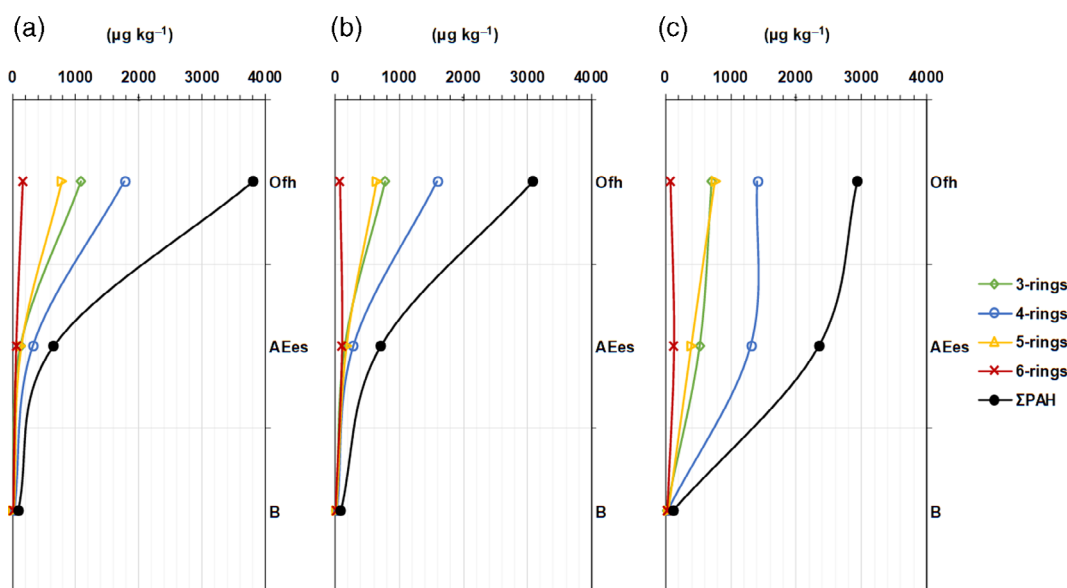 (a) (µg kg⁻¹) (b) (µg kg⁻¹) (c) (µg kg⁻¹)
0 1000 2000 3000 4000 0 1000 2000 3000 4000 0 1000 2000 3000 4000
Ofh Ofh Ofh
3-rings
4-rings
AEes AEes AEes
5-rings
6-rings
ΣPAH
B B B